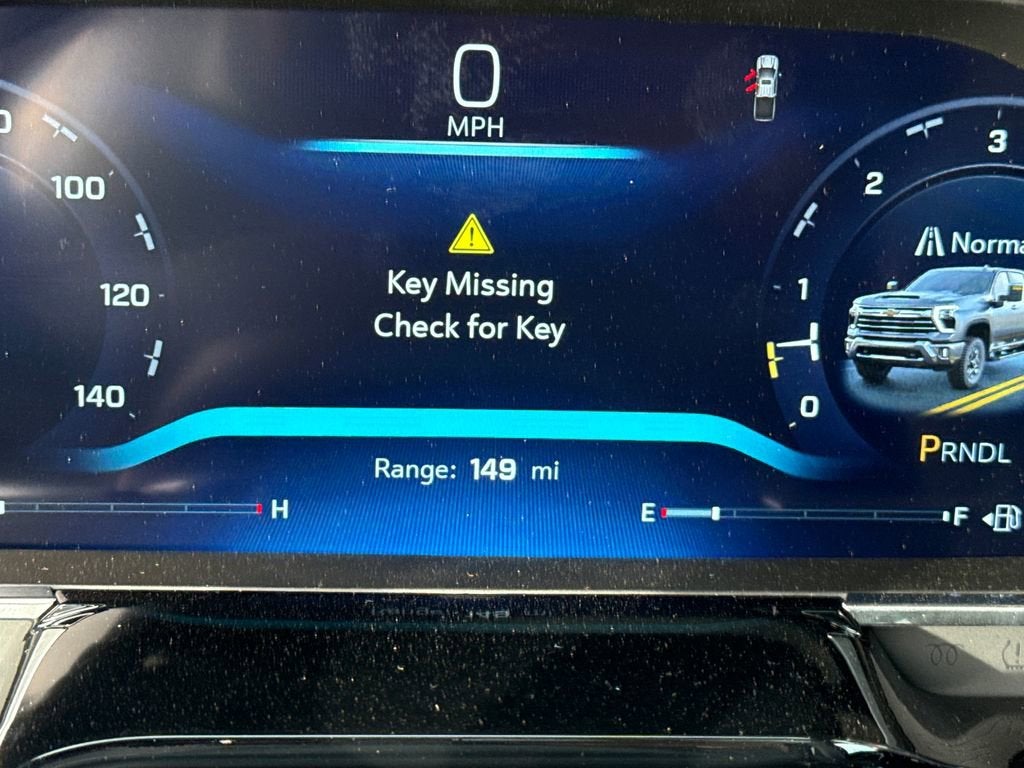 0
MPH
100
120
140
Key Missing
Check for Key
3
2
1
0
Norma
PRNDL
Range: 149 mi
H
E
F